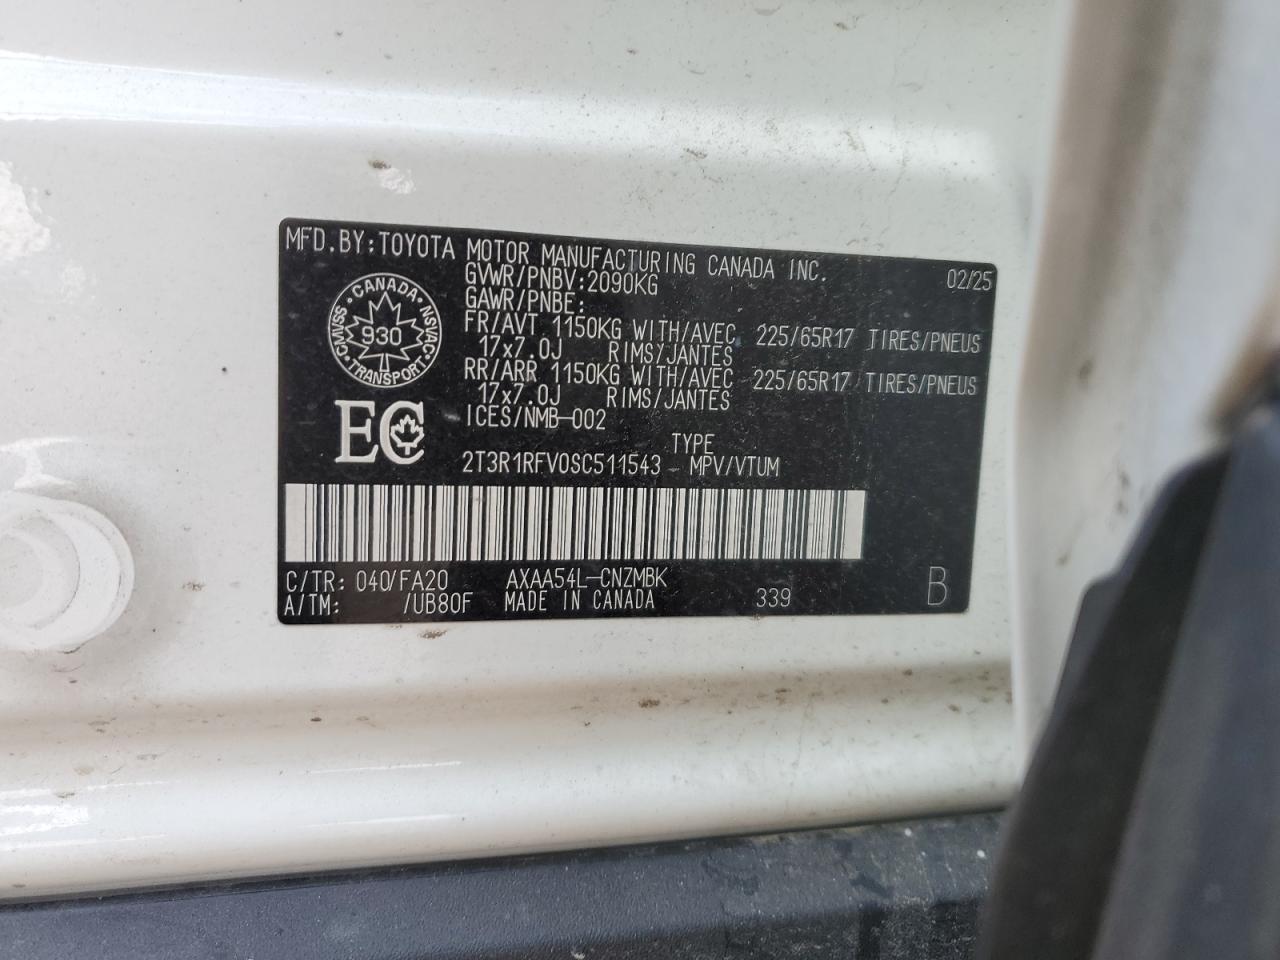 MFD.BY:TOYOTA MOTOR MANUFACTURING CANADA INC. 02/25
GVWR/PNBV:2090KG
GAWR/PNBE:
FR/AVT 1150KG WITH/AVEC 225/65R17 TIRES/PNEUS
17x7.0J RIMS/JANTES
RR/ARR 1150KG WITH/AVEC 225/65R17 TIRES/PNEUS
17x7.0J RIMS/JANTES
ICES/NMB-002
CANADA
CMVSS 930 NSVAC
TRANSPORT
EC
TYPE
2T3R1RFV0SC511543 MPV/VTUM
C/TR: 040/FA20 AXAA54L-CNZMBK
A/TM: /UB80F MADE IN CANADA 339 B